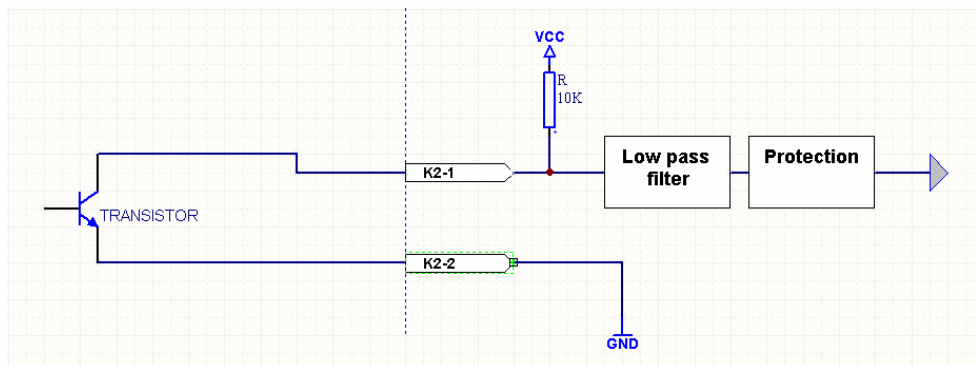 VCC
R
10K
Low pass
filter
Protection
K2-1
TRANSISTOR
K2-2
GND